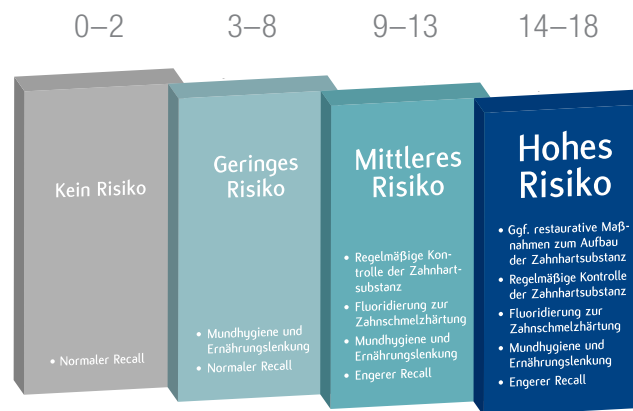 0–2
3–8
9–13
14–18
Kein Risiko
• Normaler Recall
Geringes
Risiko
• Mundhygiene und
Ernährungslenkung
• Normaler Recall
Mittleres
Risiko
• Regelmäßige Kon-
trolle der Zahnhart-
substanz
• Fluoridierung zur
Zahnschmelzhärtung
• Mundhygiene und
Ernährungslenkung
• Engerer Recall
Hohes
Risiko
• Ggf. restaurative Maß-
nahmen zum Aufbau
der Zahnhartsubstanz
• Regelmäßige Kontrolle
der Zahnhartsubstanz
• Fluoridierung zur
Zahnschmelzhärtung
• Mundhygiene und
Ernährungslenkung
• Engerer Recall